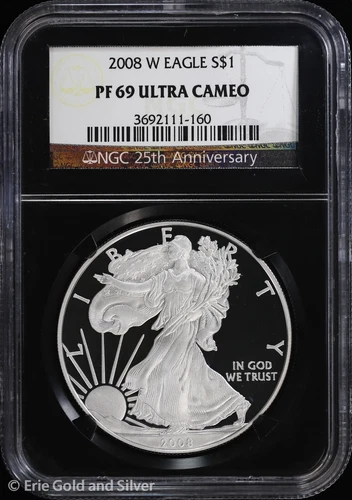 2008 W EAGLE S$1
PF 69 ULTRA CAMEO
3692111-160
NGC 25th Anniversary
LIBERTY
IN GOD
WE TRUST
2008
© Erie Gold and Silver